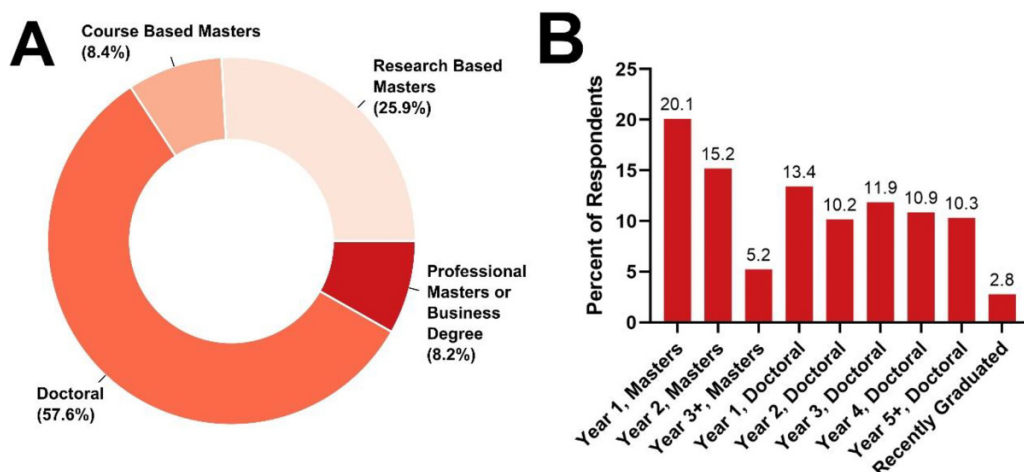 A
Course Based Masters
(8.4%)
Research Based
Masters
(25.9%)
Professional
Masters or
Business
Degree
(8.2%)
Doctoral
(57.6%)
B
Percent of Respondents
25
20
15
10
5
0
20.1
15.2
5.2
13.4
10.2
11.9
10.9
10.3
2.8
Year 1, Masters
Year 2, Masters
Year 3+, Masters
Year 1, Doctoral
Year 2, Doctoral
Year 3, Doctoral
Year 4, Doctoral
Year 5+, Doctoral
Recently Graduated